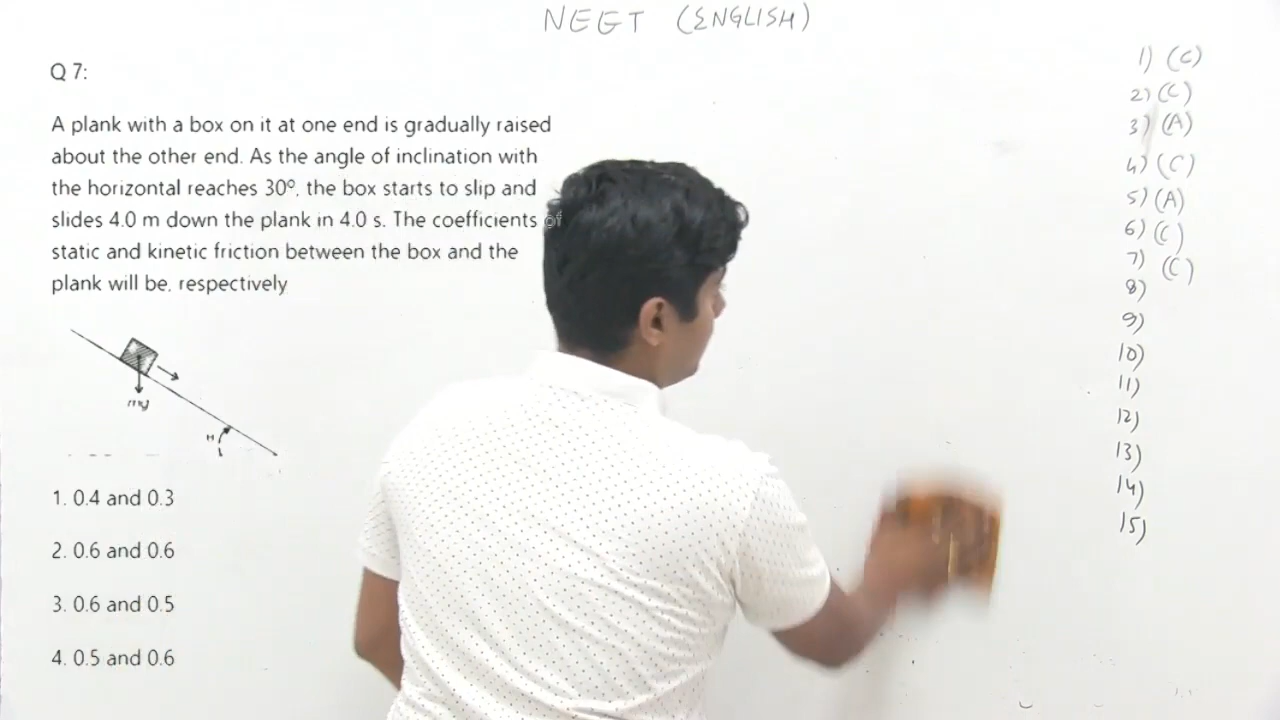 NEET (ENGLISH)
Q 7:
A plank with a box on it at one end is gradually raised
about the other end. As the angle of inclination with
the horizontal reaches 30°, the box starts to slip and
slides 4.0 m down the plank in 4.0 s. The coefficients of
static and kinetic friction between the box and the
plank will be, respectively
mg
1. 0.4 and 0.3
2. 0.6 and 0.6
3. 0.6 and 0.5
4. 0.5 and 0.6
1) (C)
2) (C)
3) (A)
4) (C)
5) (A)
6) (C)
7) (C)
8)
9)
10)
11)
12)
13)
14)
15)